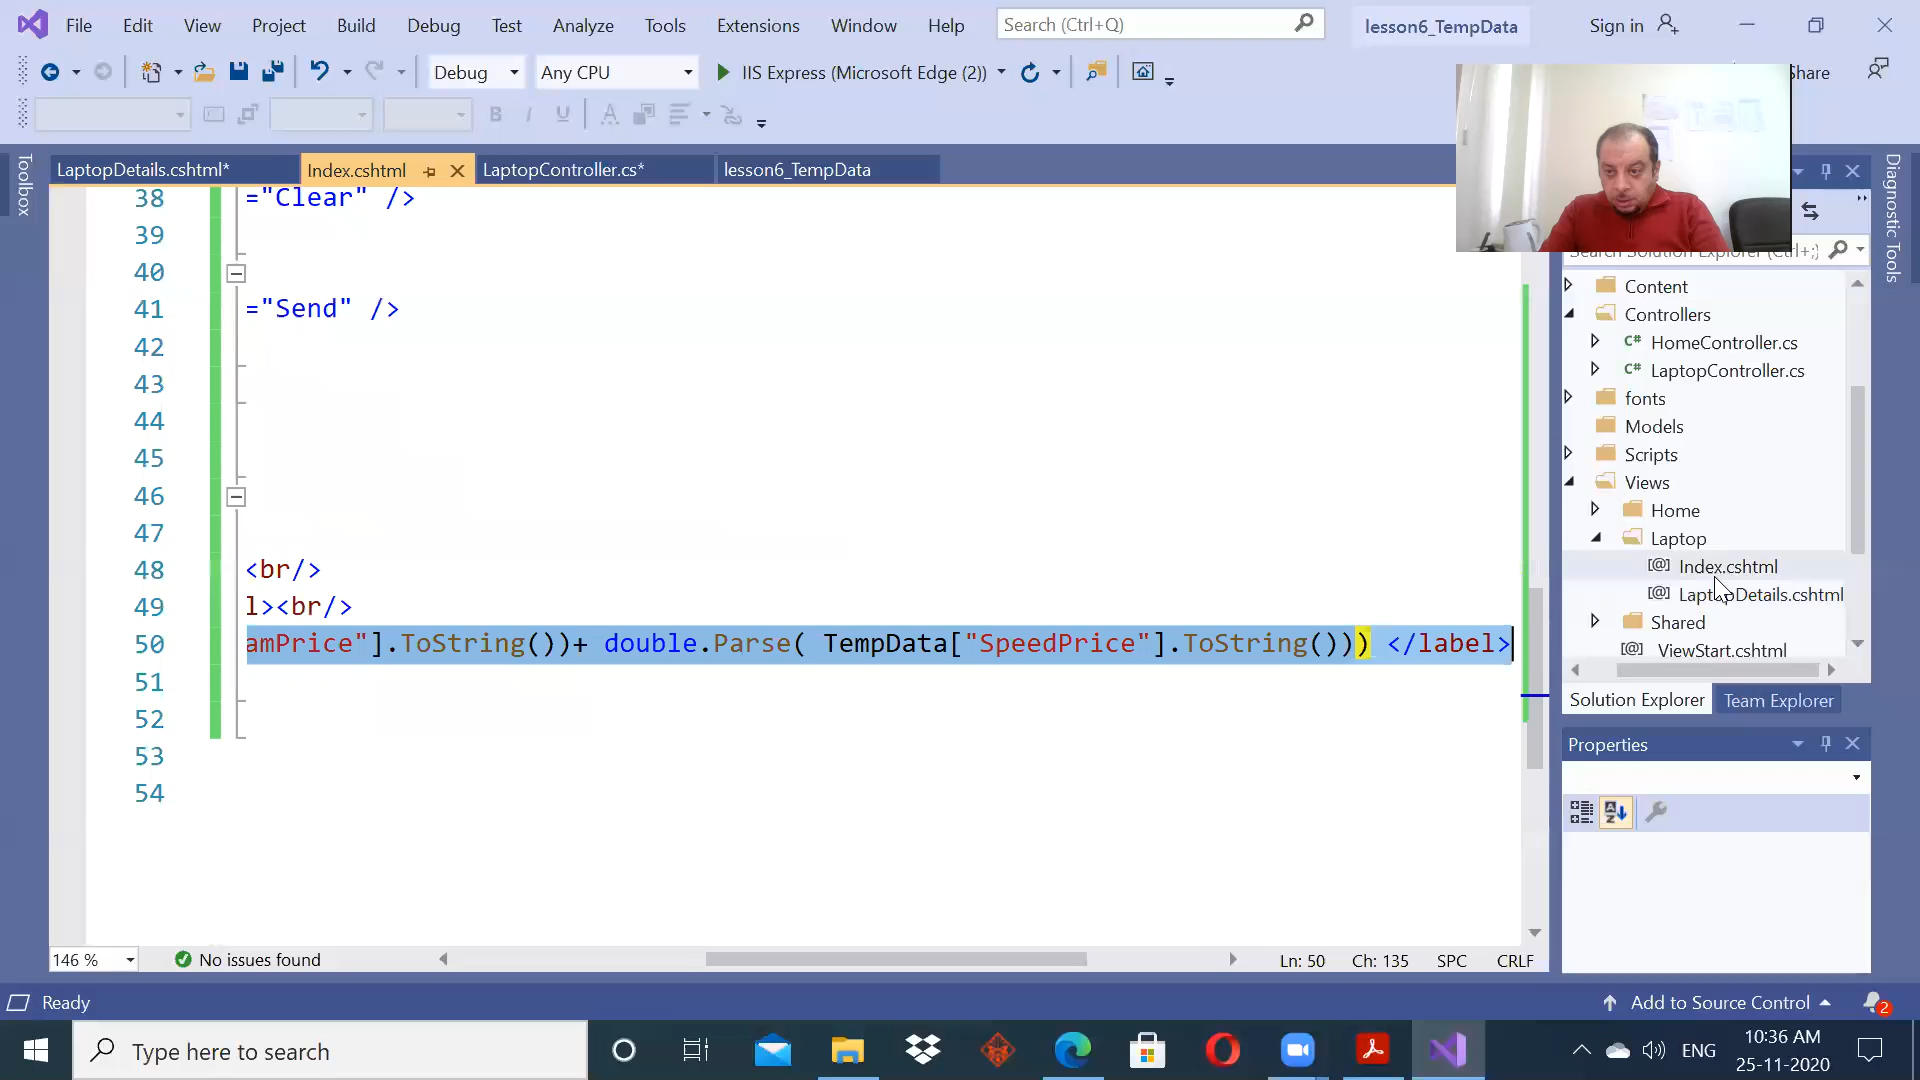 File Edit View Project Build Debug Test Analyze Tools Extensions Window Help Search (Ctrl+Q) lesson6_TempData Sign in
Debug Any CPU IIS Express (Microsoft Edge (2)) Share
B I U A
Toolbox
LaptopDetails.cshtml* Index.cshtml LaptopController.cs* lesson6_TempData
Diagnostic Tools
38 ="Clear" />
39
40
41 ="Send" />
42
43
44
45
46
47
48 <br/>
49 l><br/>
50 amPrice"].ToString())+ double.Parse( TempData["SpeedPrice"].ToString())) </label>
51
52
53
54
146 % No issues found Ln: 50 Ch: 135 SPC CRLF
Search Solution Explorer (Ctrl+;)
Content
Controllers
C# HomeController.cs
C# LaptopController.cs
fonts
Models
Scripts
Views
Home
Laptop
[@] Index.cshtml
[@] LaptopDetails.cshtml
Shared
[@] ViewStart.cshtml
Solution Explorer Team Explorer
Properties
Ready Add to Source Control 2
Type here to search ENG 10:36 AM
25-11-2020